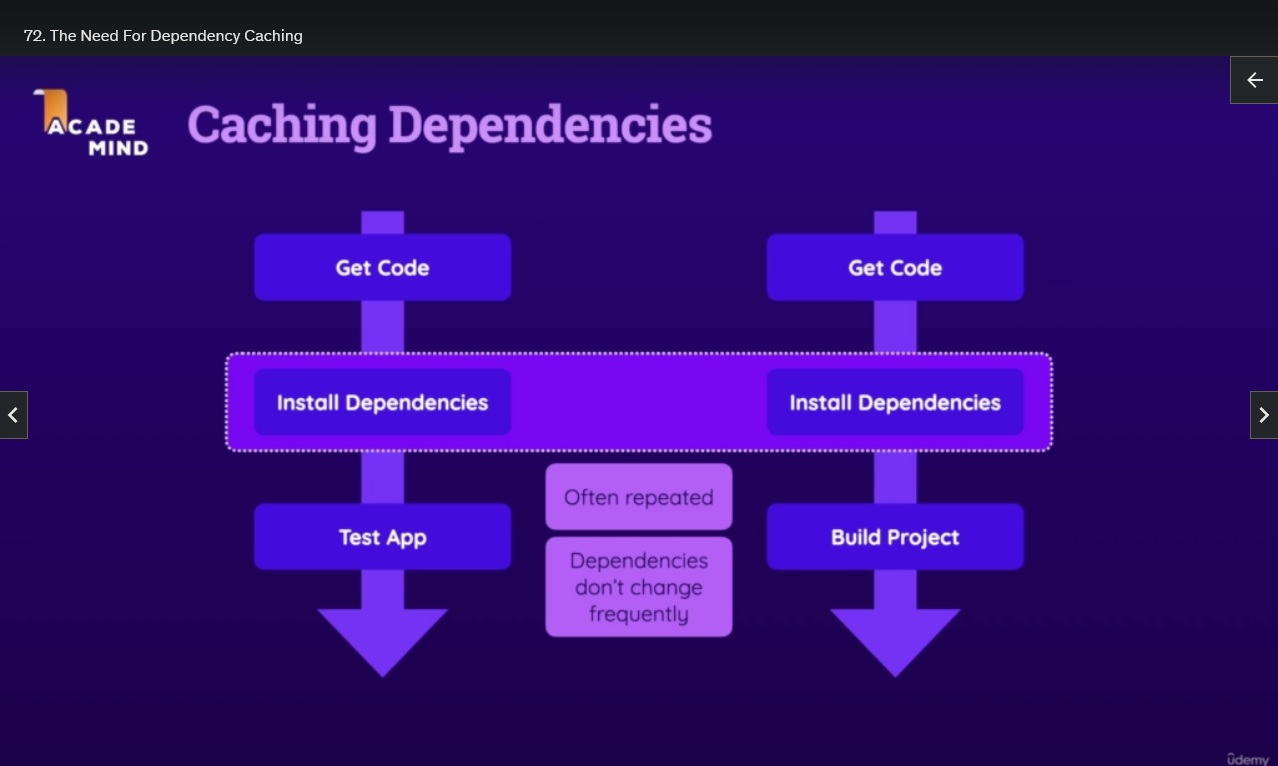 72. The Need For Dependency Caching
ACADE
MIND
Caching Dependencies
Get Code
Get Code
Install Dependencies
Install Dependencies
Often repeated
Test App
Build Project
Dependencies
don't change
frequently
ûdemy